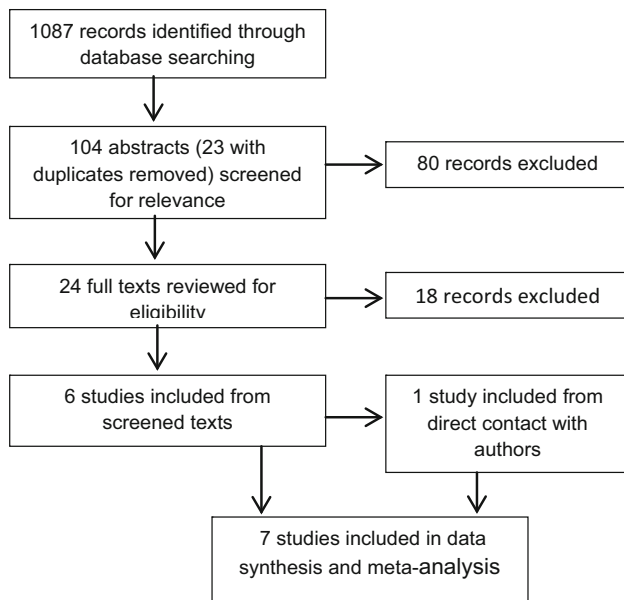 1087 records identified through
database searching
104 abstracts (23 with
duplicates removed) screened
for relevance
80 records excluded
24 full texts reviewed for
eligibility
18 records excluded
6 studies included from
screened texts
1 study included from
direct contact with
authors
7 studies included in data
synthesis and meta-analysis